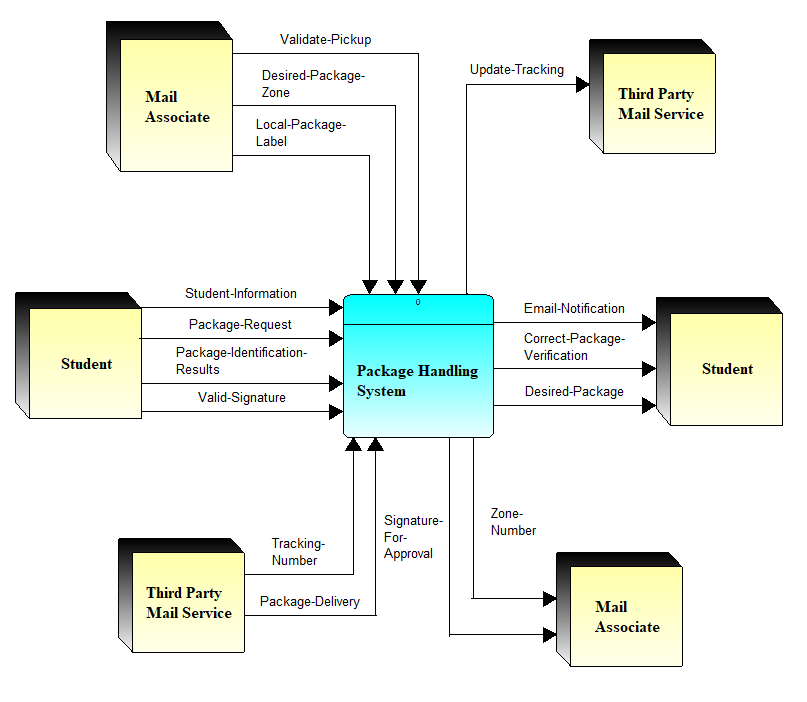 Validate-Pickup
Desired-Package-
Zone
Local-Package-
Label
Mail
Associate
Update-Tracking
Third Party
Mail Service
Student-Information
Package-Request
Package-Identification-
Results
Valid-Signature
Student
0
Package Handling
System
Email-Notification
Correct-Package-
Verification
Desired-Package
Student
Tracking-
Number
Package-Delivery
Third Party
Mail Service
Signature-
For-
Approval
Zone-
Number
Mail
Associate